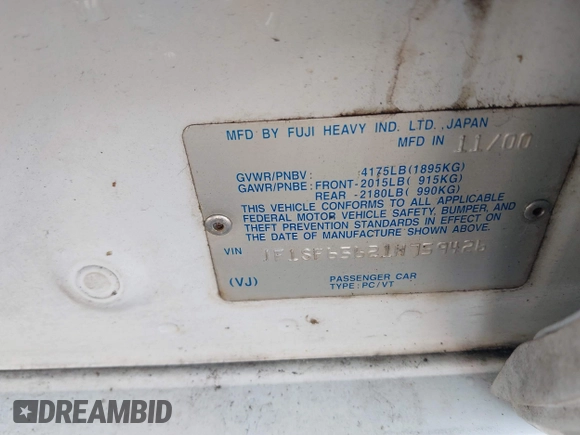 MFD BY FUJI HEAVY IND. LTD., JAPAN
MFD IN 11/00
GVWR/PNBV: 4175LB(1895KG)
GAWR/PNBE: FRONT-2015LB( 915KG)
REAR -2180LB( 990KG)
THIS VEHICLE CONFORMS TO ALL APPLICABLE
FEDERAL MOTOR VEHICLE SAFETY, BUMPER, AND
THEFT PREVENTION STANDARDS IN EFFECT ON
THE DATE OF MANUFACTURE SHOWN ABOVE.
VIN
(VJ) PASSENGER CAR
TYPE: PC/VT
DREAMBID